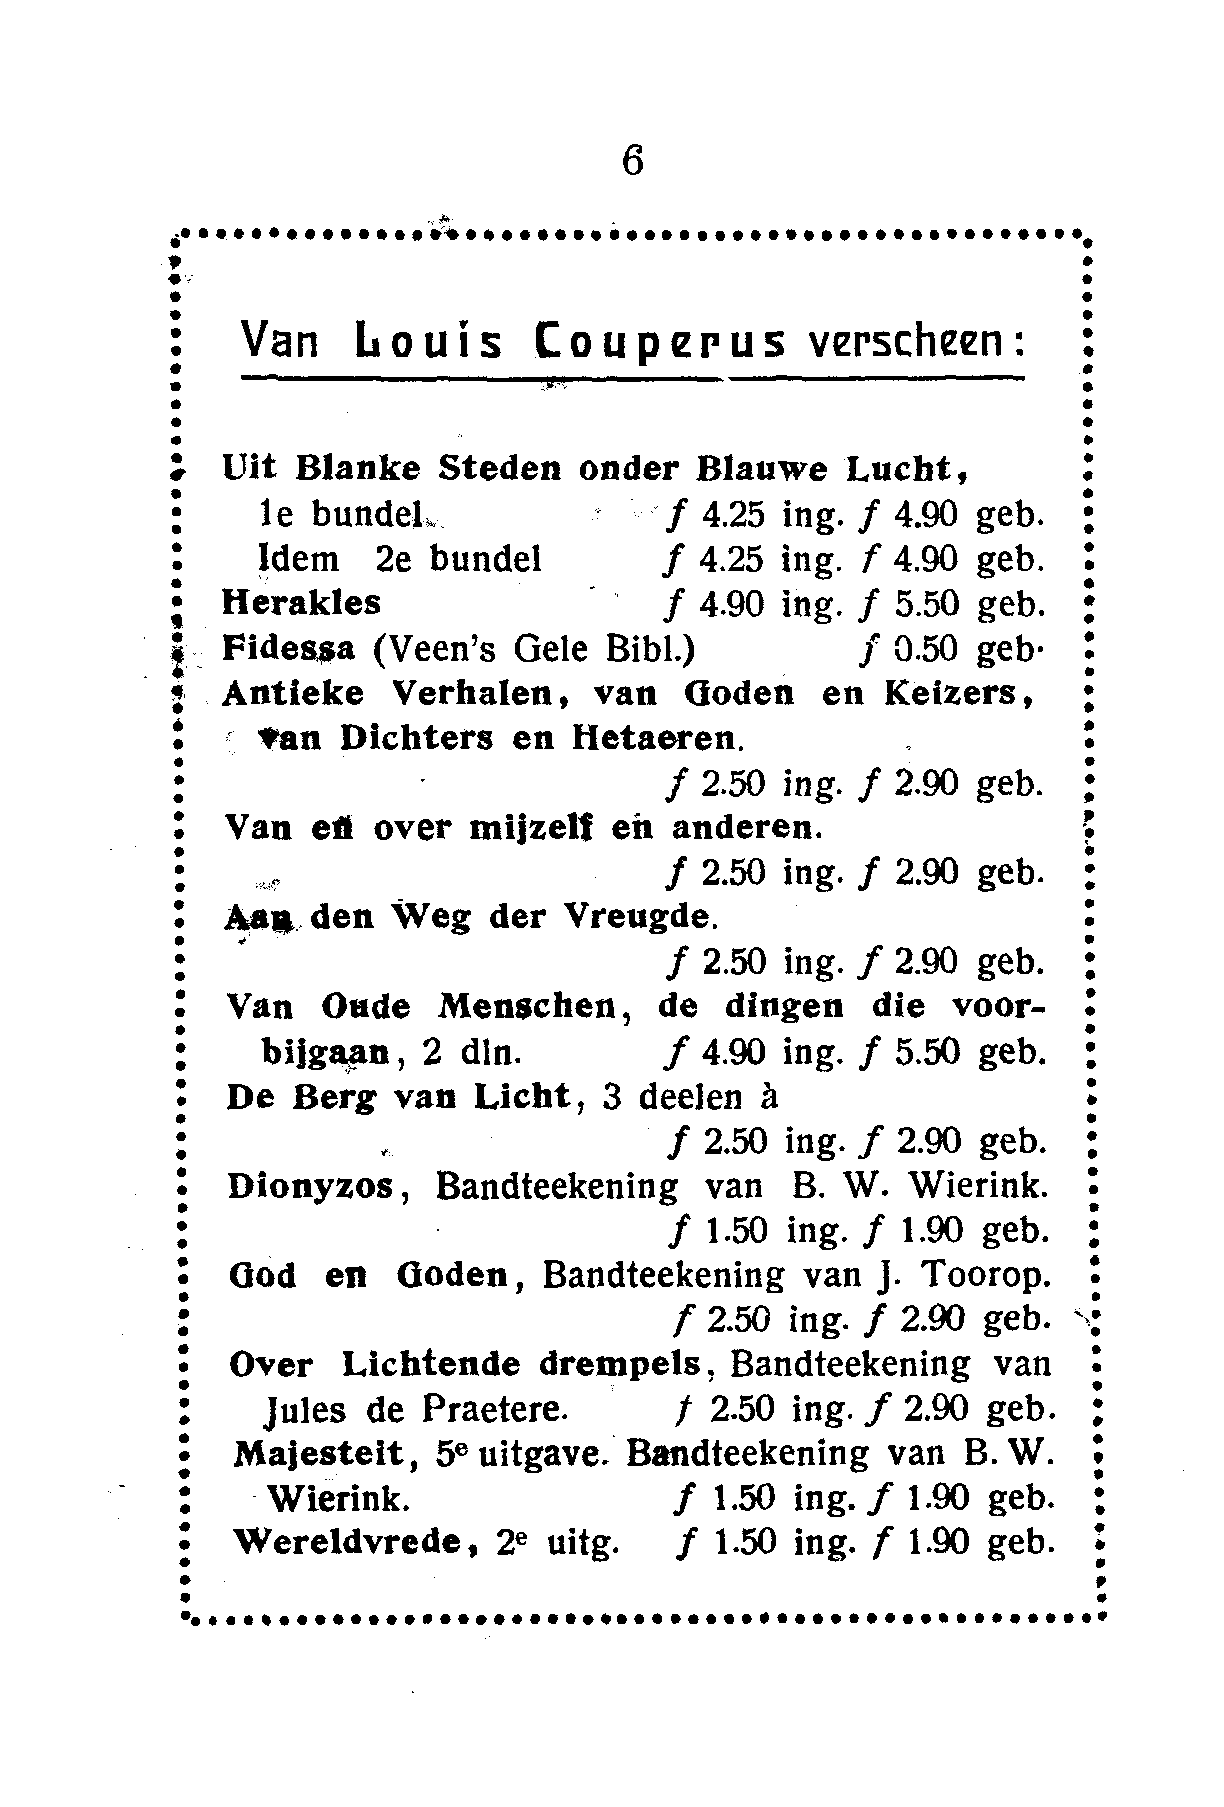 6
Van Louis Couperus verscheen:
Uit Blanke Steden onder Blauwe Lucht,
1e bundel f 4.25 ing. f 4.90 geb.
Idem 2e bundel f 4.25 ing. f 4.90 geb.
Herakles f 4.90 ing. f 5.50 geb.
Fidessa (Veen's Gele Bibl.) f 0.50 geb.
Antieke Verhalen, van Goden en Keizers,
van Dichters en Hetaeren.
f 2.50 ing. f 2.90 geb.
Van en over mijzelf en anderen.
f 2.50 ing. f 2.90 geb.
Aan den Weg der Vreugde.
f 2.50 ing. f 2.90 geb.
Van Oude Menschen, de dingen die voor-
bijgaan, 2 dln. f 4.90 ing. f 5.50 geb.
De Berg van Licht, 3 deelen à
f 2.50 ing. f 2.90 geb.
Dionyzos, Bandteekening van B. W. Wierink.
f 1.50 ing. f 1.90 geb.
God en Goden, Bandteekening van J. Toorop.
f 2.50 ing. f 2.90 geb.
Over Lichtende drempels, Bandteekening van
Jules de Praetere. f 2.50 ing. f 2.90 geb.
Majesteit, 5e uitgave. Bandteekening van B. W.
Wierink. f 1.50 ing. f 1.90 geb.
Wereldvrede, 2e uitg. f 1.50 ing. f 1.90 geb.